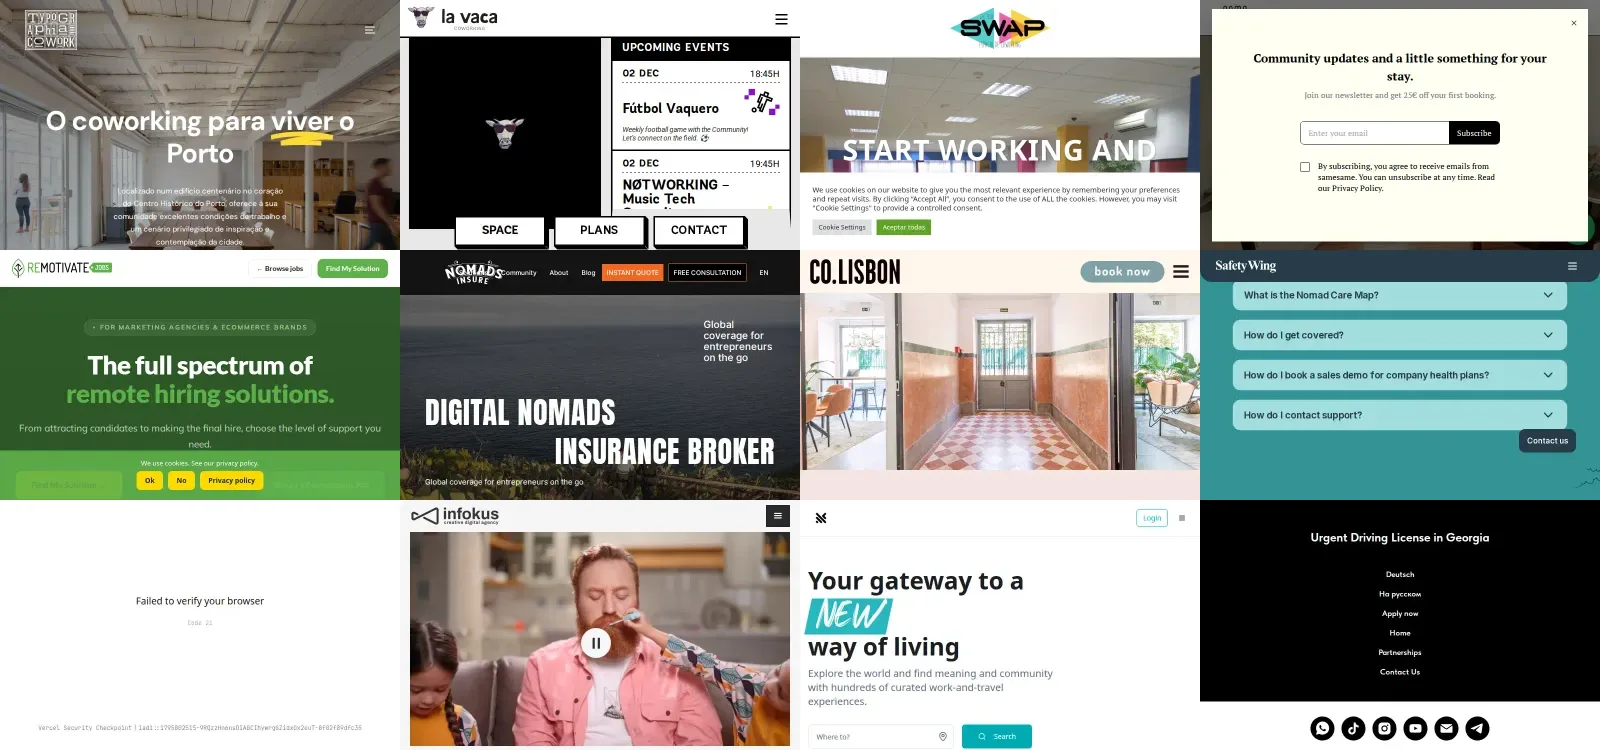 TYPOGR
APHIA
COWORK
O coworking para viver o
Porto
Localizado num edifício centenário no coração
do Centro Histórico do Porto, oferece à sua
comunidade excelentes condições de trabalho e
um cenário privilegiado de inspiração e
contemplação da cidade.
la vaca
COWORKING
UPCOMING EVENTS
02 DEC
18:45H
Fútbol Vaquero
Weekly football game with the Community!
Let's connect on the field.
02 DEC
19:45H
NØTWORKING –
Music Tech
SPACE
PLANS
CONTACT
SWAP
START WORKING AND
We use cookies on our website to give you the most relevant experience by remembering your preferences
and repeat visits. By clicking "Accept All", you consent to the use of ALL the cookies. However, you may visit
"Cookie Settings" to provide a controlled consent.
Cookie Settings
Aceptar todas
×
Community updates and a little something for your
stay.
Join our newsletter and get 25€ off your first booking.
Enter your email
Subscribe
By subscribing, you agree to receive emails from
samesame. You can unsubscribe at any time. Read
our Privacy Policy.
REMOTIVATE JOBS
← Browse jobs
Find My Solution
• FOR MARKETING AGENCIES & ECOMMERCE BRANDS
The full spectrum of
remote hiring solutions.
From attracting candidates to making the final hire, choose the level of support you
need.
We use cookies. See our privacy policy.
Find My Solution
Ok
No
Privacy policy
NOMADS
INSURE
Community
About
Blog
INSTANT QUOTE
FREE CONSULTATION
EN
Global
coverage for
entrepreneurs
on the go
DIGITAL NOMADS
INSURANCE BROKER
Global coverage for entrepreneurs on the go
CO.LISBON
book now
SafetyWing
What is the Nomad Care Map?
How do I get covered?
How do I book a sales demo for company health plans?
How do I contact support?
Contact us
Failed to verify your browser
Code 21
Vercel Security Checkpoint
infokus
creative digital agency
Login
Your gateway to a
NEW
way of living
Explore the world and find meaning and community
with hundreds of curated work-and-travel
experiences.
Where to?
Search
Urgent Driving License in Georgia
Deutsch
На русском
Apply now
Home
Partnerships
Contact Us